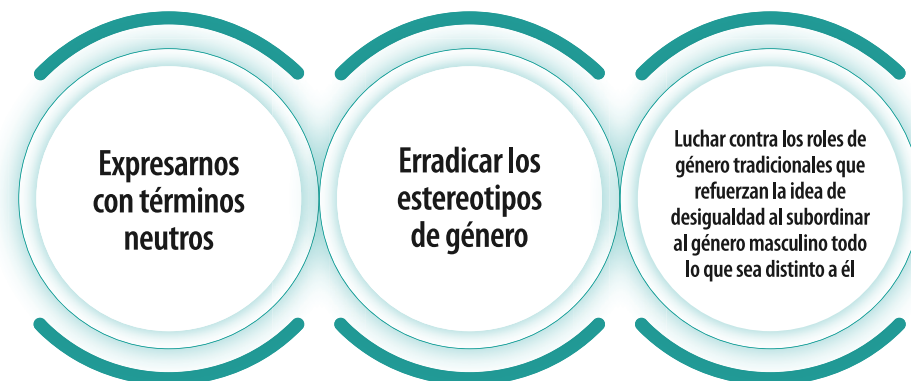 Expresarnos
con términos
neutros
Erradicar los
estereotipos
de género
Luchar contra los roles de
género tradicionales que
refuerzan la idea de
desigualdad al subordinar
al género masculino todo
lo que sea distinto a él